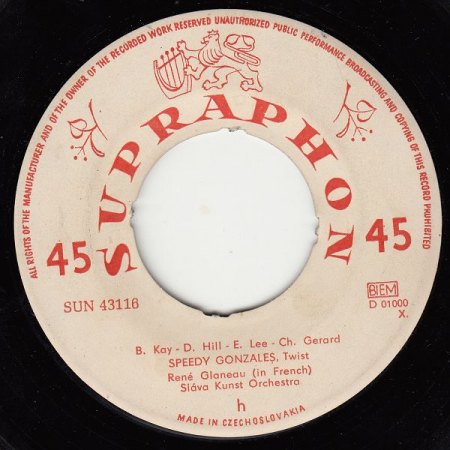 ALL RIGHTS OF THE MANUFACTURER AND OF THE OWNER OF THE RECORDED WORK RESERVED UNAUTHORIZED PUBLIC PERFORMANCE BROADCASTING AND COPYING OF THIS RECORD PROHIBITED
SUPRAPHON
45 45
SUN 43116
BIEM
D 01000
X.
B. Kay - D. Hill - E. Lee - Ch. Gerard
SPEEDY GONZALES, Twist
René Glaneau (in French)
Sláva Kunst Orchestra
h
MADE IN CZECHOSLOVAKIA